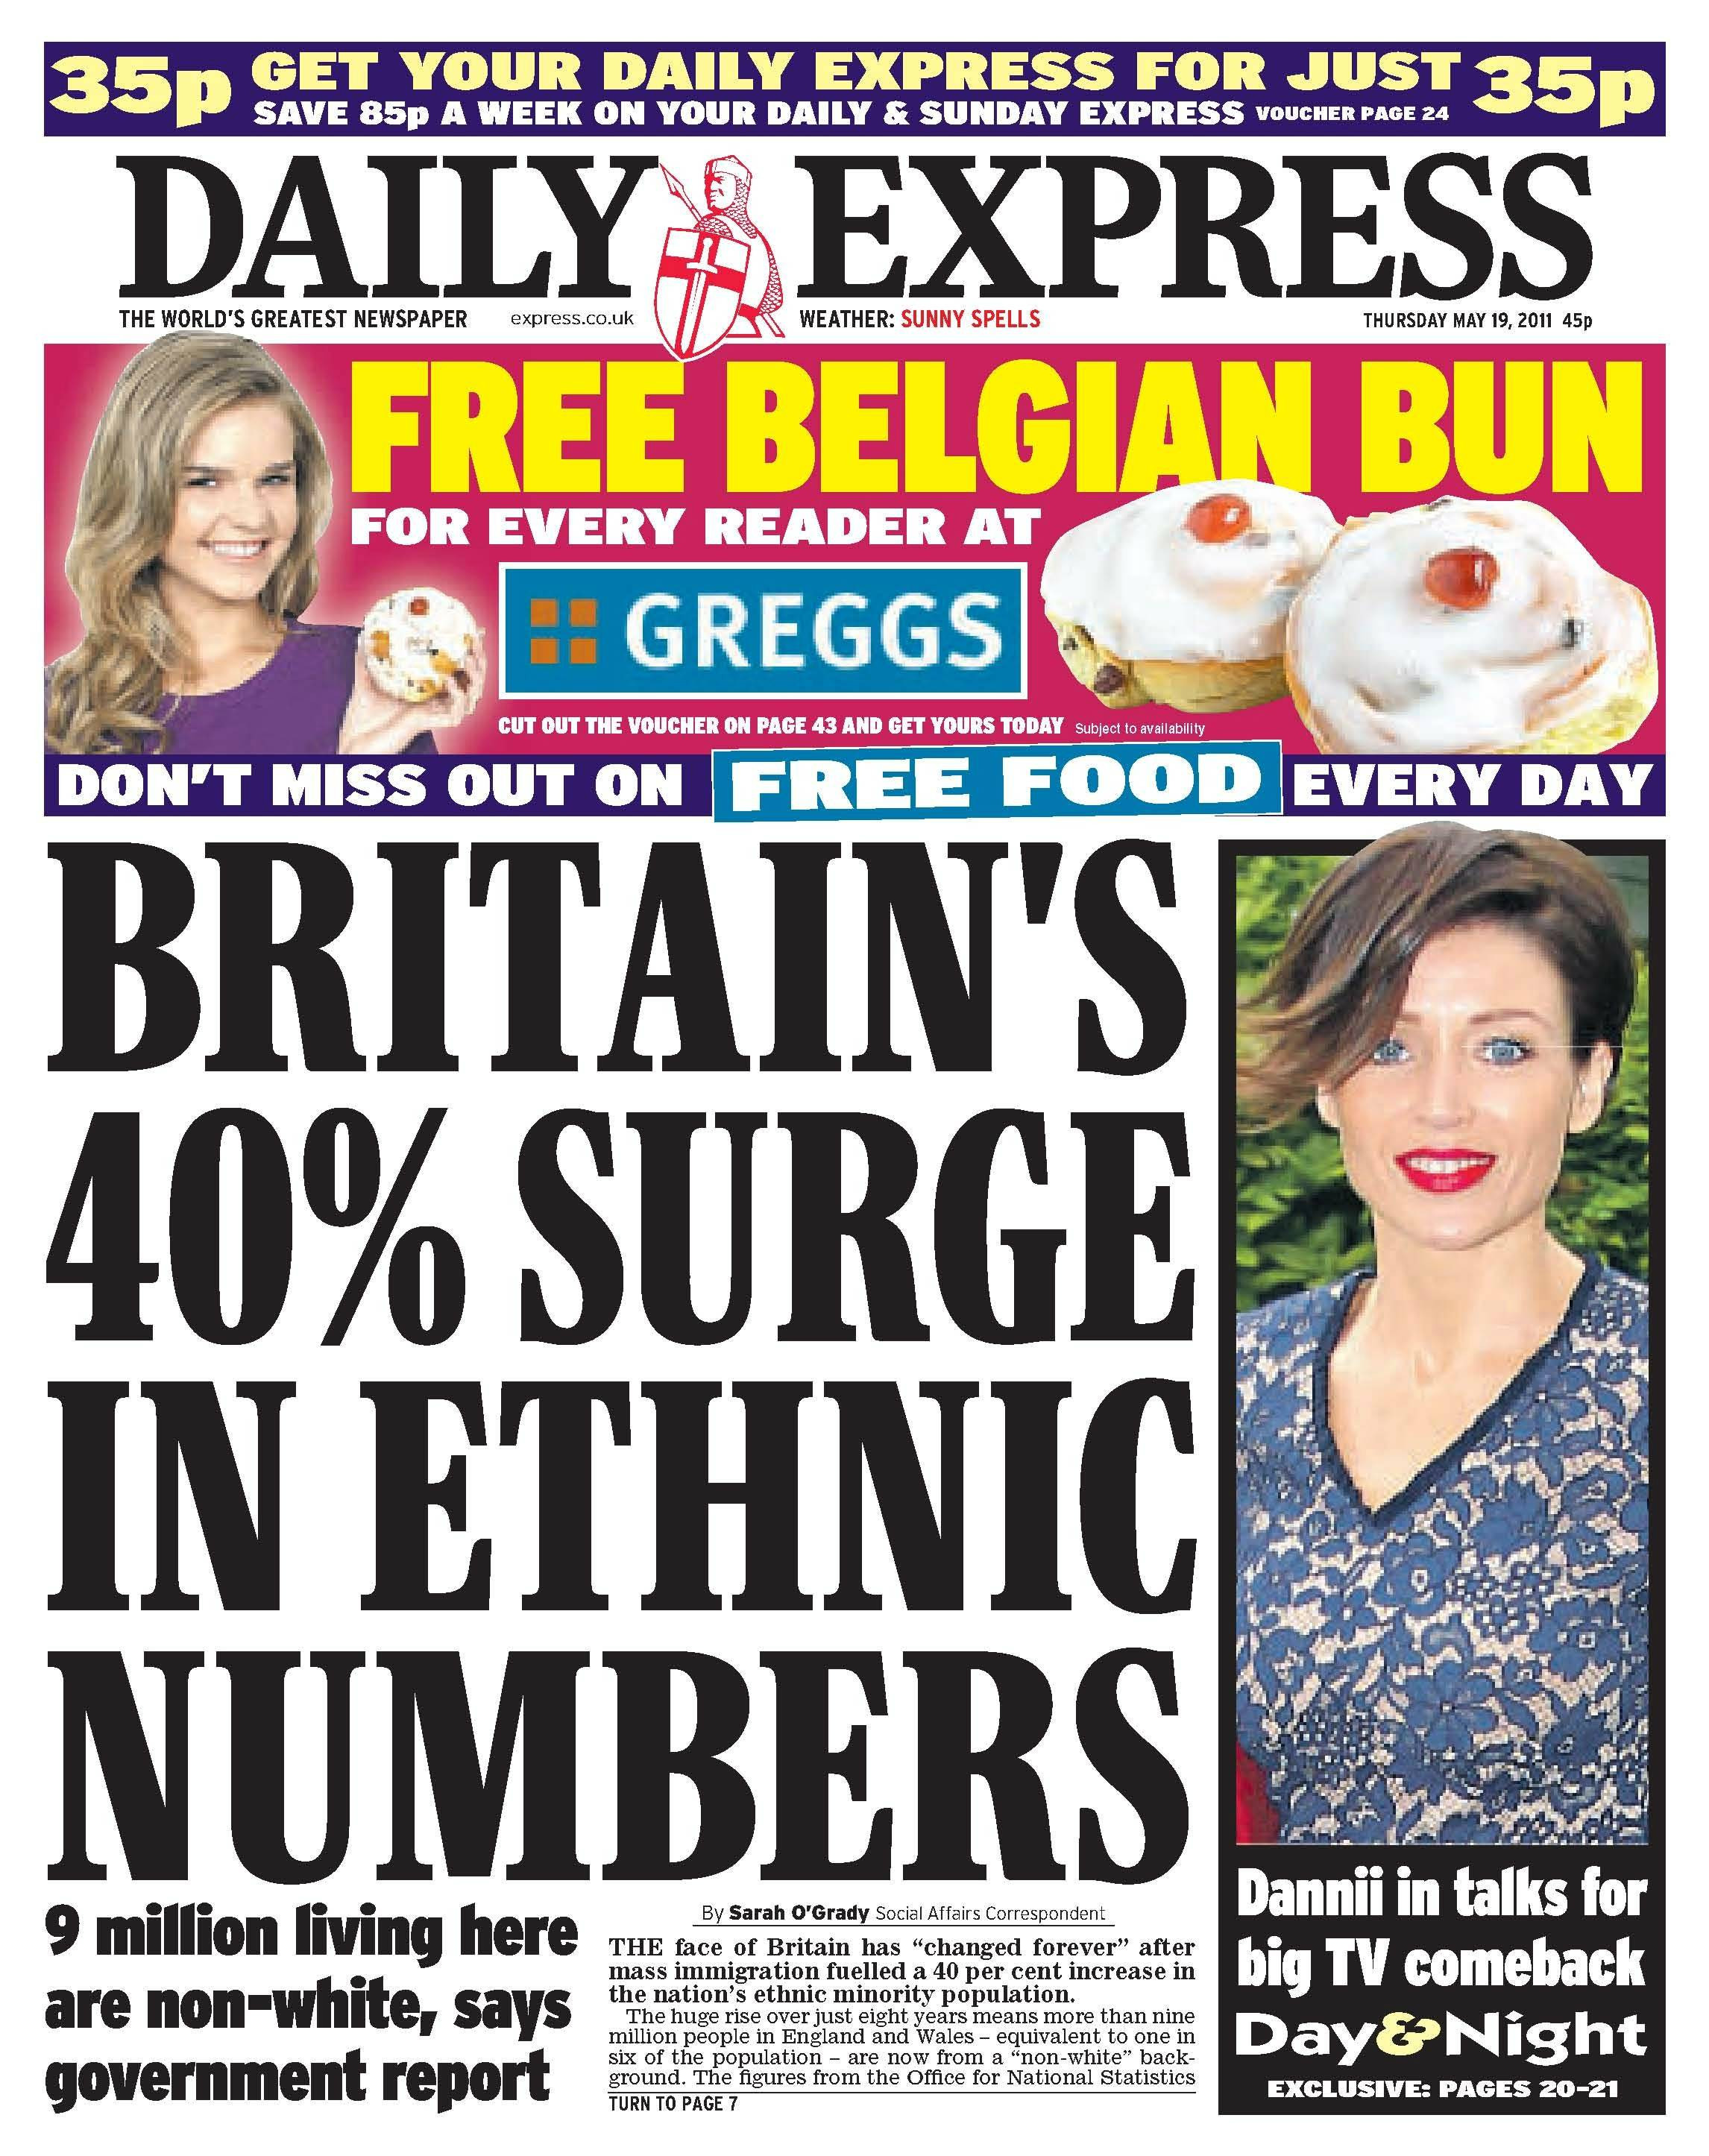 35p GET YOUR DAILY EXPRESS FOR JUST 35p
SAVE 85p A WEEK ON YOUR DAILY & SUNDAY EXPRESS VOUCHER PAGE 24
DAILY EXPRESS
THE WORLD'S GREATEST NEWSPAPER express.co.uk WEATHER: SUNNY SPELLS THURSDAY MAY 19, 2011 45p
FREE BELGIAN BUN
FOR EVERY READER AT
GREGGS
CUT OUT THE VOUCHER ON PAGE 43 AND GET YOURS TODAY Subject to availability
DON'T MISS OUT ON FREE FOOD EVERY DAY
BRITAIN'S
40% SURGE
IN ETHNIC
NUMBERS
9 million living here
are non-white, says
government report
By Sarah O'Grady Social Affairs Correspondent
THE face of Britain has “changed forever” after
mass immigration fuelled a 40 per cent increase in
the nation's ethnic minority population.
The huge rise over just eight years means more than nine
million people in England and Wales – equivalent to one in
six of the population – are now from a “non-white” back-
ground. The figures from the Office for National Statistics
TURN TO PAGE 7
Dannii in talks for
big TV comeback
Day&Night
EXCLUSIVE: PAGES 20-21